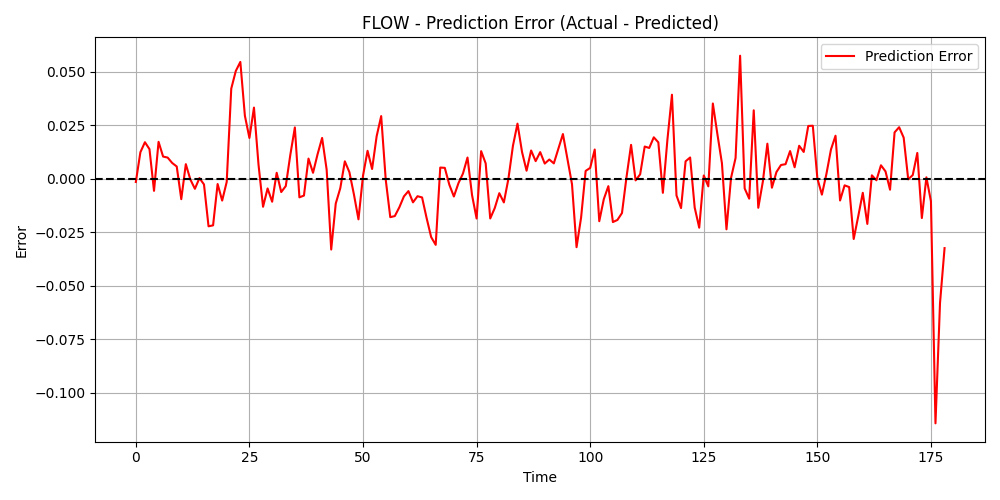 FLOW - Prediction Error (Actual - Predicted)
Prediction Error
0.050
0.025
0.000
−0.025
−0.050
−0.075
−0.100
Error
0 25 50 75 100 125 150 175
Time